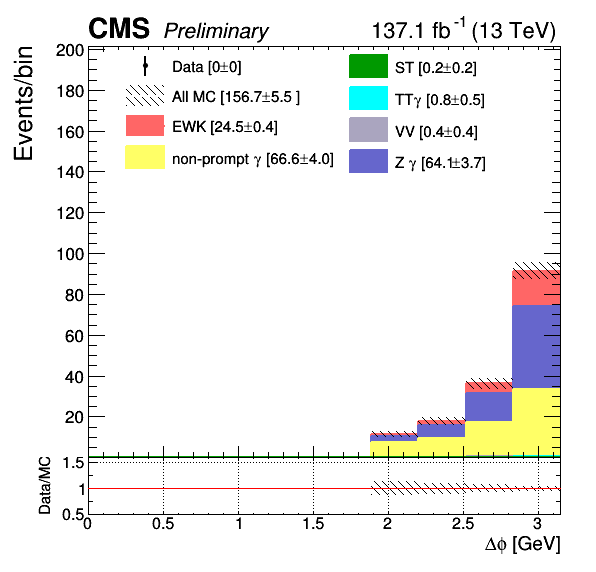 CMS Preliminary 137.1 fb⁻¹ (13 TeV)
Events/bin
200
180
160
140
120
100
80
60
40
20
Data [0±0]
All MC [156.7±5.5 ]
EWK [24.5±0.4]
non-prompt γ [66.6±4.0]
ST [0.2±0.2]
TTγ [0.8±0.5]
VV [0.4±0.4]
Z γ [64.1±3.7]
Data/MC
1.5
1
0.5
0 0.5 1 1.5 2 2.5 3
Δϕ [GeV]